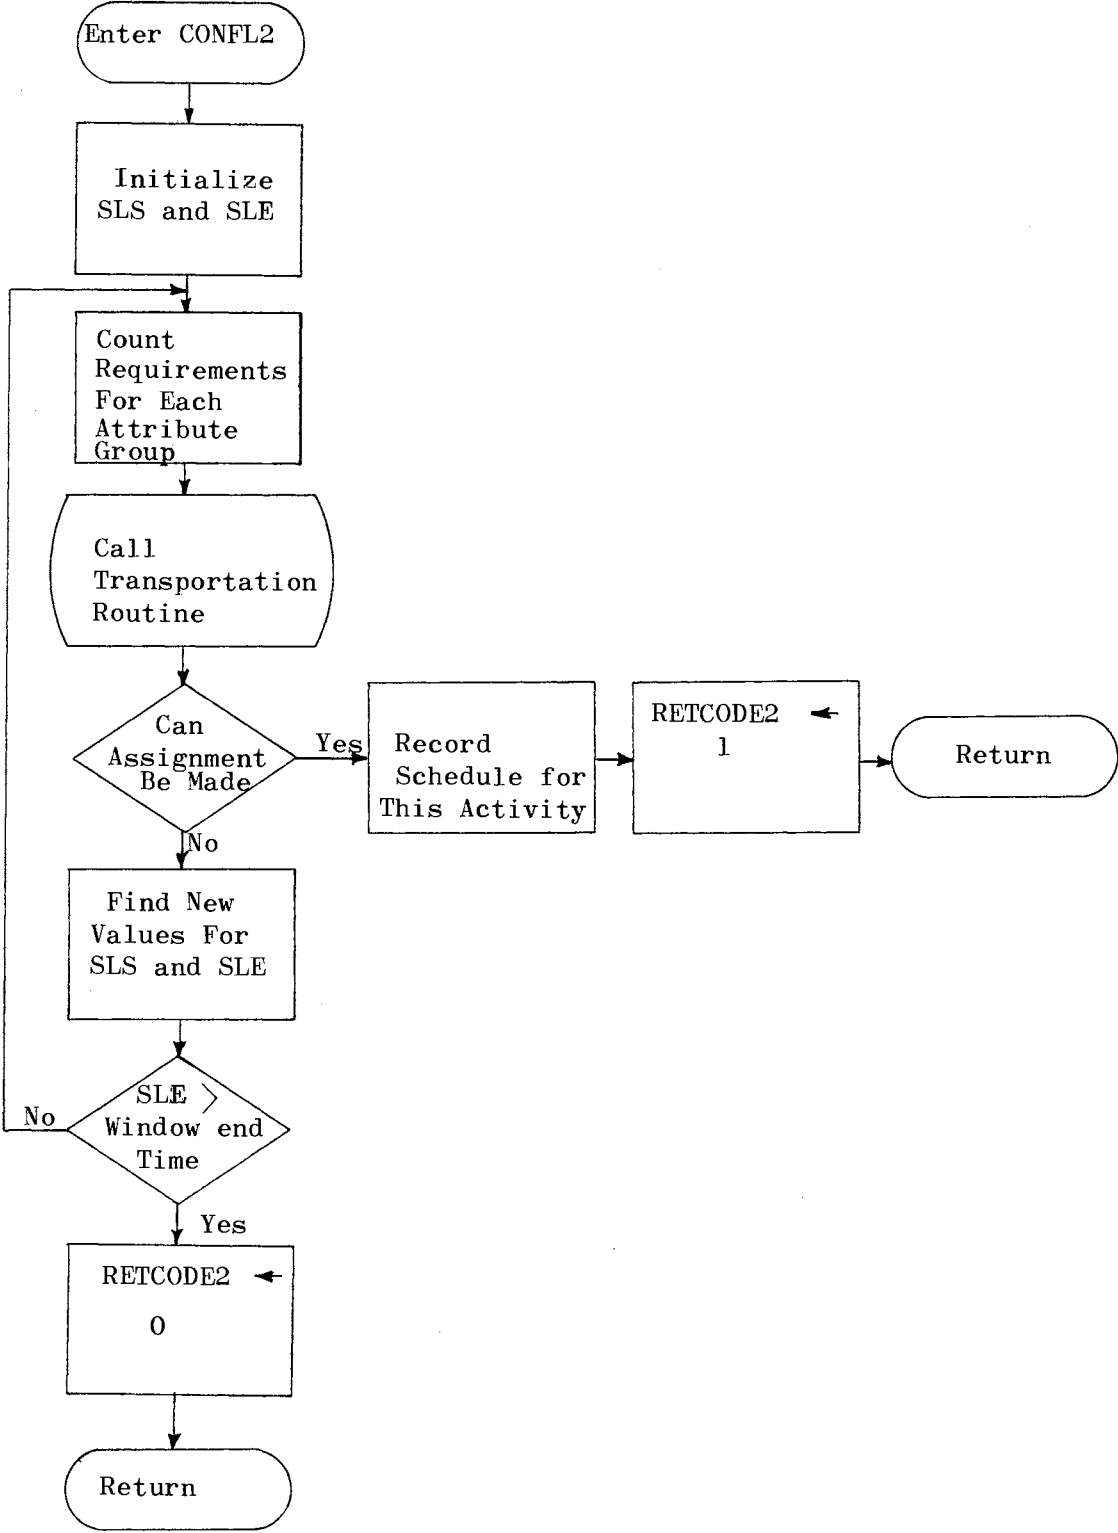 Enter CONFL2
Initialize
SLS and SLE
Count
Requirements
For Each
Attribute
Group
Call
Transportation
Routine
Can
Assignment
Be Made
Yes
Record
Schedule for
This Activity
RETCODE2 ←
1
Return
No
Find New
Values For
SLS and SLE
SLE >
Window end
Time
No
Yes
RETCODE2 ←
0
Return